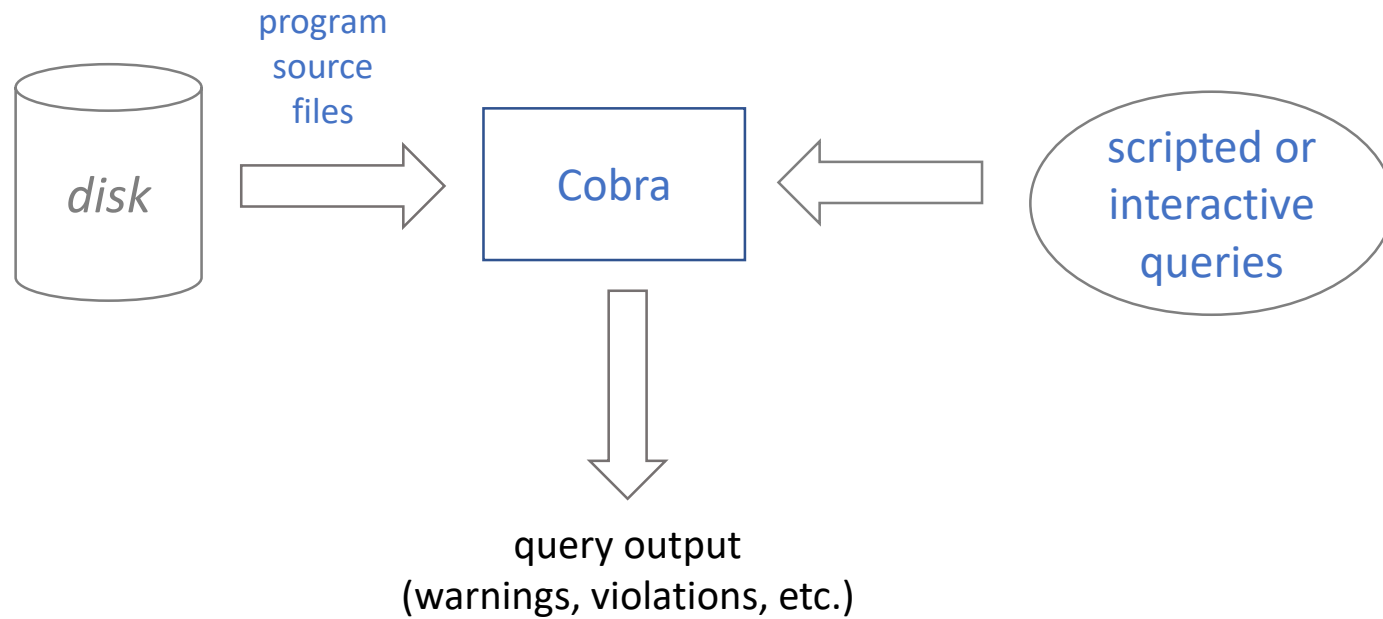 program
source
files
disk
Cobra
scripted or
interactive
queries
query output
(warnings, violations, etc.)